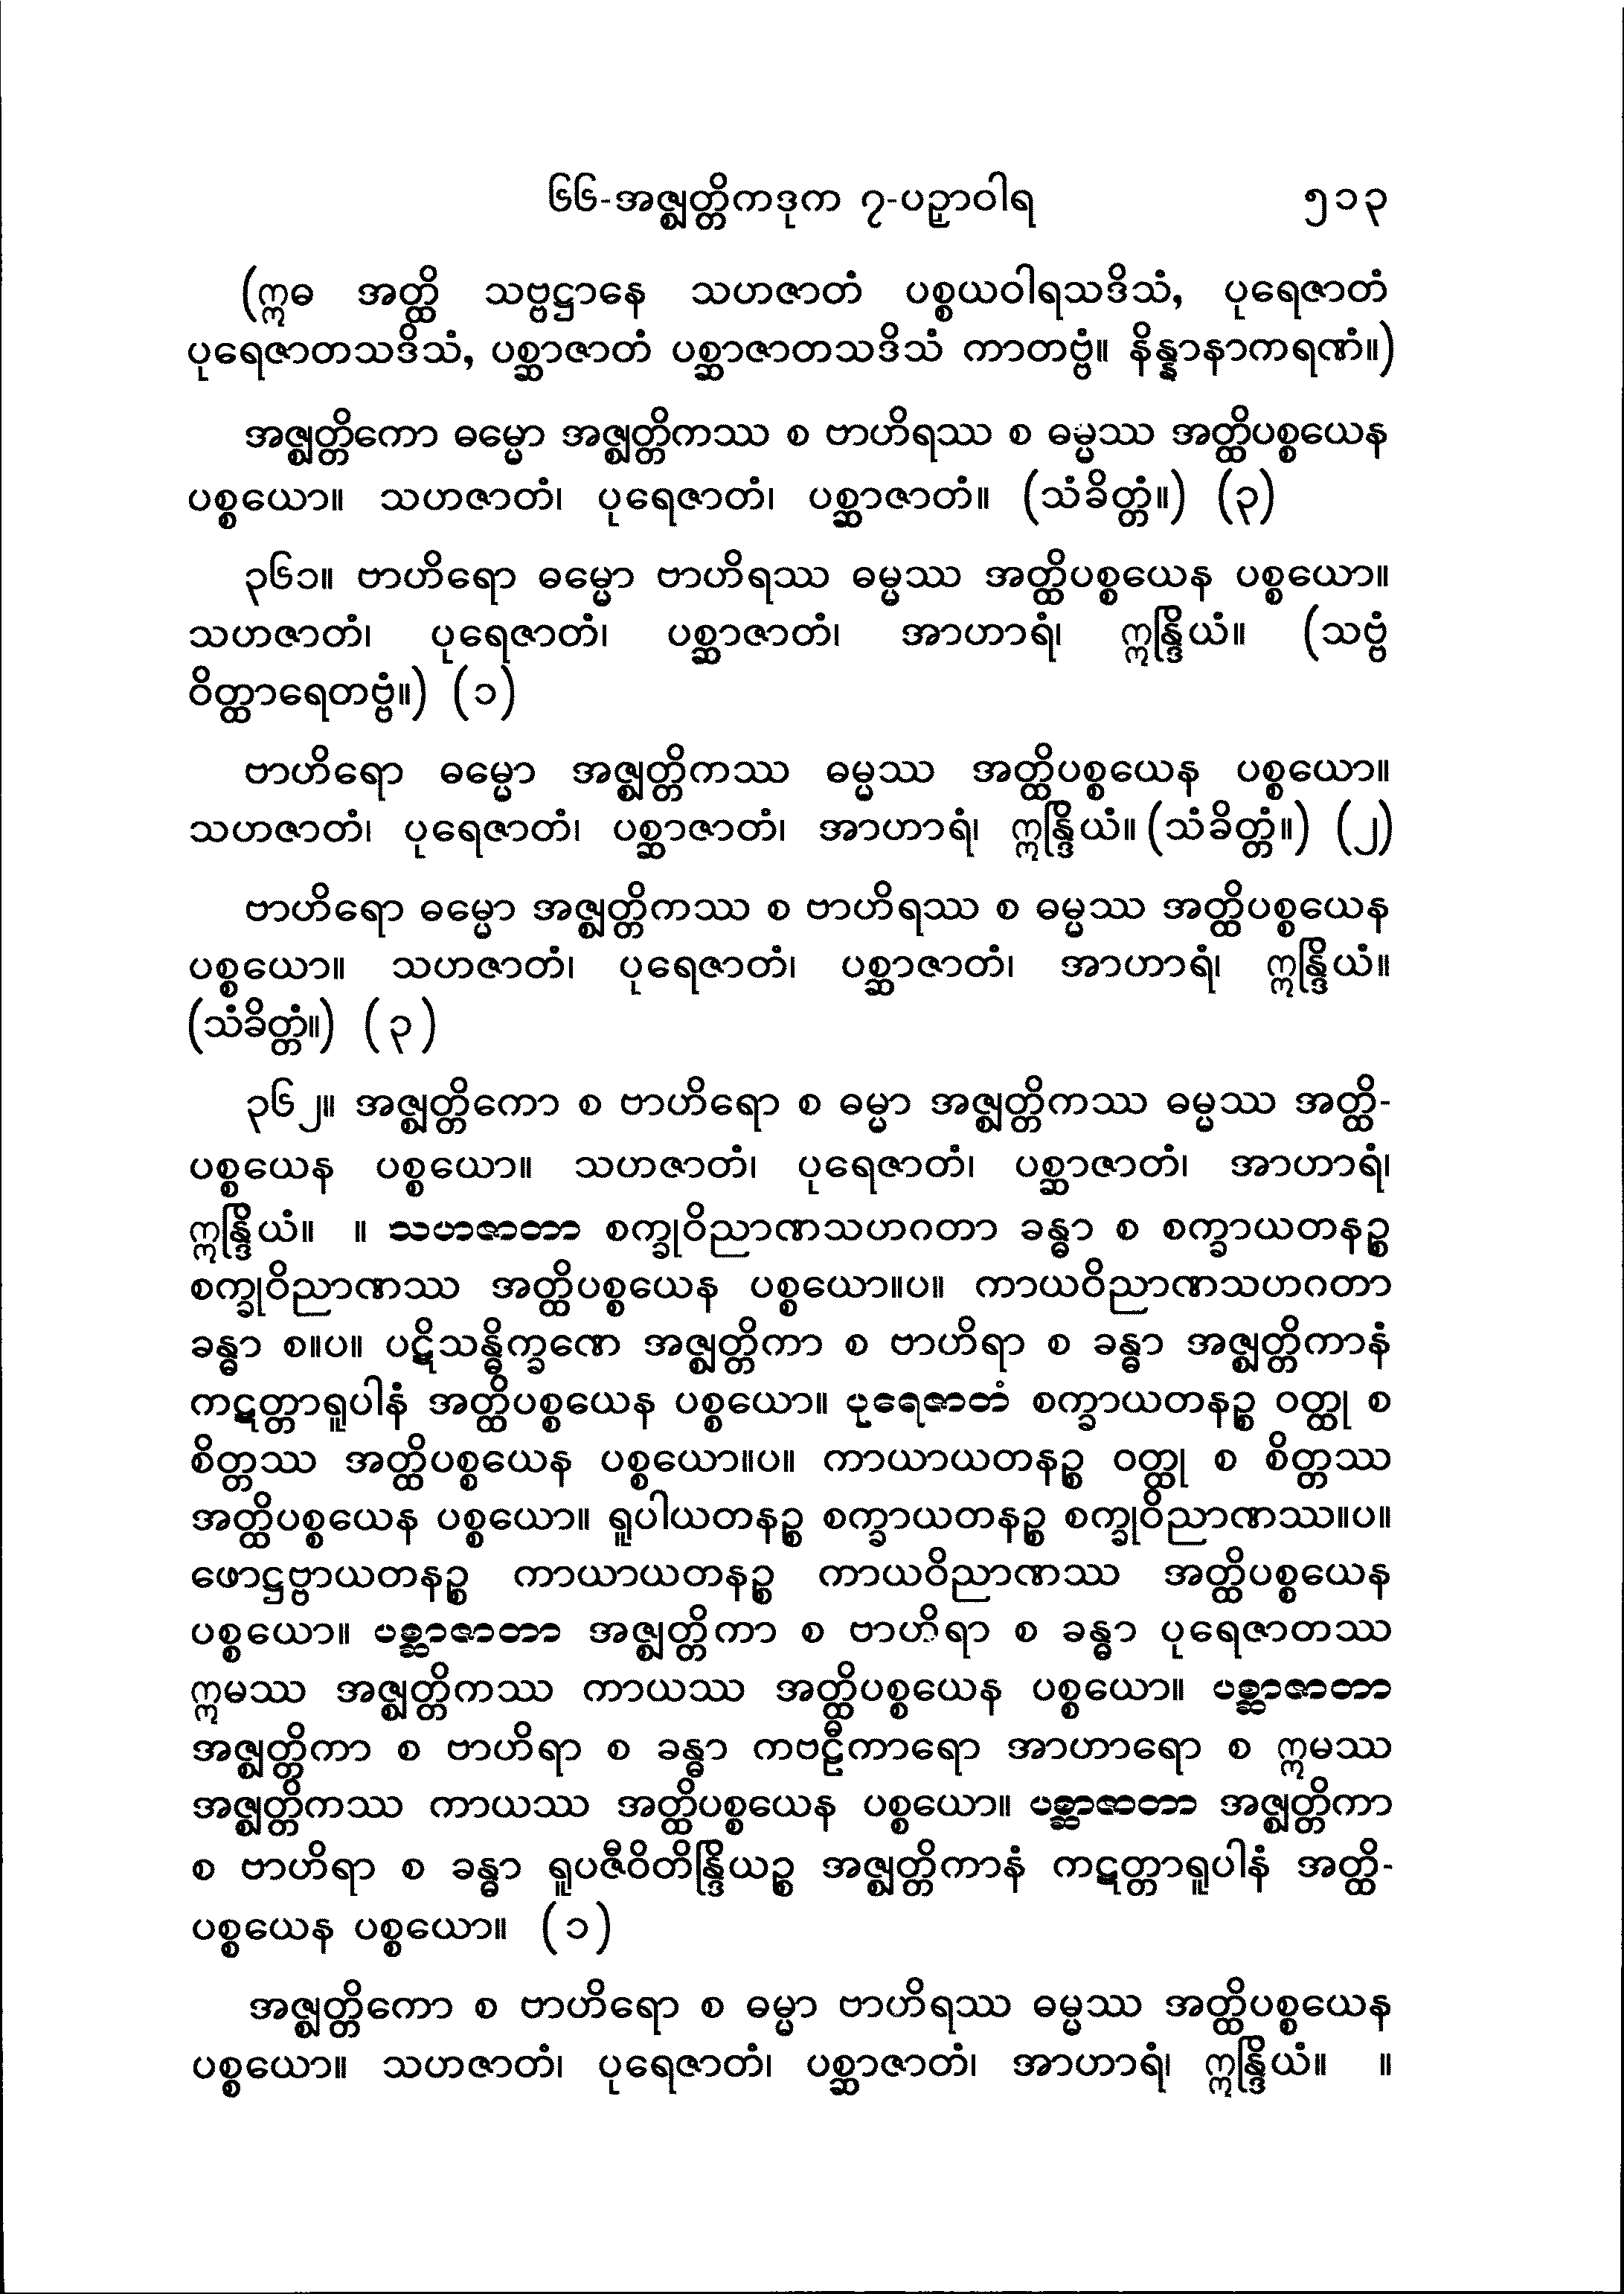 ၆၆-အဇ္ဈတ္တိကဒုက ၇-ပဉှာဝါရ ၅၁၃
(ဣဓ အတ္ထိ သဗ္ဗဋ္ဌာနေ သဟဇာတံ ပစ္စယဝါရသဒိသံ, ပုရေဇာတံ
ပုရေဇာတသဒိသံ, ပစ္ဆာဇာတံ ပစ္ဆာဇာတသဒိသံ ကာတဗ္ဗံ။ နိန္နာနာကရဏံ။)
အဇ္ဈတ္တိကော ဓမ္မော အဇ္ဈတ္တိကဿ စ ဗာဟိရဿ စ ဓမ္မဿ အတ္ထိပစ္စယေန
ပစ္စယော။ သဟဇာတံ၊ ပုရေဇာတံ၊ ပစ္ဆာဇာတံ။ (သံခိတ္တံ။) (၃)
၃၆၁။ ဗာဟိရော ဓမ္မော ဗာဟိရဿ ဓမ္မဿ အတ္ထိပစ္စယေန ပစ္စယော။
သဟဇာတံ၊ ပုရေဇာတံ၊ ပစ္ဆာဇာတံ၊ အာဟာရံ၊ ဣန္ဒြိယံ။ (သဗ္ဗံ
ဝိတ္ထာရေတဗ္ဗံ။) (၁)
ဗာဟိရော ဓမ္မော အဇ္ဈတ္တိကဿ ဓမ္မဿ အတ္ထိပစ္စယေန ပစ္စယော။
သဟဇာတံ၊ ပုရေဇာတံ၊ ပစ္ဆာဇာတံ၊ အာဟာရံ၊ ဣန္ဒြိယံ။ (သံခိတ္တံ။) (၂)
ဗာဟိရော ဓမ္မော အဇ္ဈတ္တိကဿ စ ဗာဟိရဿ စ ဓမ္မဿ အတ္ထိပစ္စယေန
ပစ္စယော။ သဟဇာတံ၊ ပုရေဇာတံ၊ ပစ္ဆာဇာတံ၊ အာဟာရံ၊ ဣန္ဒြိယံ။
(သံခိတ္တံ။) (၃)
၃၆၂။ အဇ္ဈတ္တိကော စ ဗာဟိရော စ ဓမ္မာ အဇ္ဈတ္တိကဿ ဓမ္မဿ အတ္ထိ-
ပစ္စယေန ပစ္စယော။ သဟဇာတံ၊ ပုရေဇာတံ၊ ပစ္ဆာဇာတံ၊ အာဟာရံ၊
ဣန္ဒြိယံ။ ။ သဟဇာတာ စက္ခုဝိညာဏသဟဂတာ ခန္ဓာ စ စက္ခာယတနဉ္စ
စက္ခုဝိညာဏဿ အတ္ထိပစ္စယေန ပစ္စယော။ပ။ ကာယဝိညာဏသဟဂတာ
ခန္ဓာ စ။ပ။ ပဋိသန္ဓိက္ခဏေ အဇ္ဈတ္တိကာ စ ဗာဟိရာ စ ခန္ဓာ အဇ္ဈတ္တိကာနံ
ကဋတ္တာရူပါနံ အတ္ထိပစ္စယေန ပစ္စယော။ ပုရေဇာတံ စက္ခာယတနဉ္စ ဝတ္ထု စ
စိတ္တဿ အတ္ထိပစ္စယေန ပစ္စယော။ပ။ ကာယာယတနဉ္စ ဝတ္ထု စ စိတ္တဿ
အတ္ထိပစ္စယေန ပစ္စယော။ ရူပါယတနဉ္စ စက္ခာယတနဉ္စ စက္ခုဝိညာဏဿ။ပ။
ဖောဋ္ဌဗ္ဗာယတနဉ္စ ကာယာယတနဉ္စ ကာယဝိညာဏဿ အတ္ထိပစ္စယေန
ပစ္စယော။ ပစ္ဆာဇာတာ အဇ္ဈတ္တိကာ စ ဗာဟိရာ စ ခန္ဓာ ပုရေဇာတဿ
ဣမဿ အဇ္ဈတ္တိကဿ ကာယဿ အတ္ထိပစ္စယေန ပစ္စယော။ ပစ္ဆာဇာတာ
အဇ္ဈတ္တိကာ စ ဗာဟိရာ စ ခန္ဓာ ကဗဠီကာရော အာဟာရော စ ဣမဿ
အဇ္ဈတ္တိကဿ ကာယဿ အတ္ထိပစ္စယေန ပစ္စယော။ ပစ္ဆာဇာတာ အဇ္ဈတ္တိကာ
စ ဗာဟိရာ စ ခန္ဓာ ရူပဇီဝိတိန္ဒြိယဉ္စ အဇ္ဈတ္တိကာနံ ကဋတ္တာရူပါနံ အတ္ထိ-
ပစ္စယေန ပစ္စယော။ (၁)
အဇ္ဈတ္တိကော စ ဗာဟိရော စ ဓမ္မာ ဗာဟိရဿ ဓမ္မဿ အတ္ထိပစ္စယေန
ပစ္စယော။ သဟဇာတံ၊ ပုရေဇာတံ၊ ပစ္ဆာဇာတံ၊ အာဟာရံ၊ ဣန္ဒြိယံ။ ။